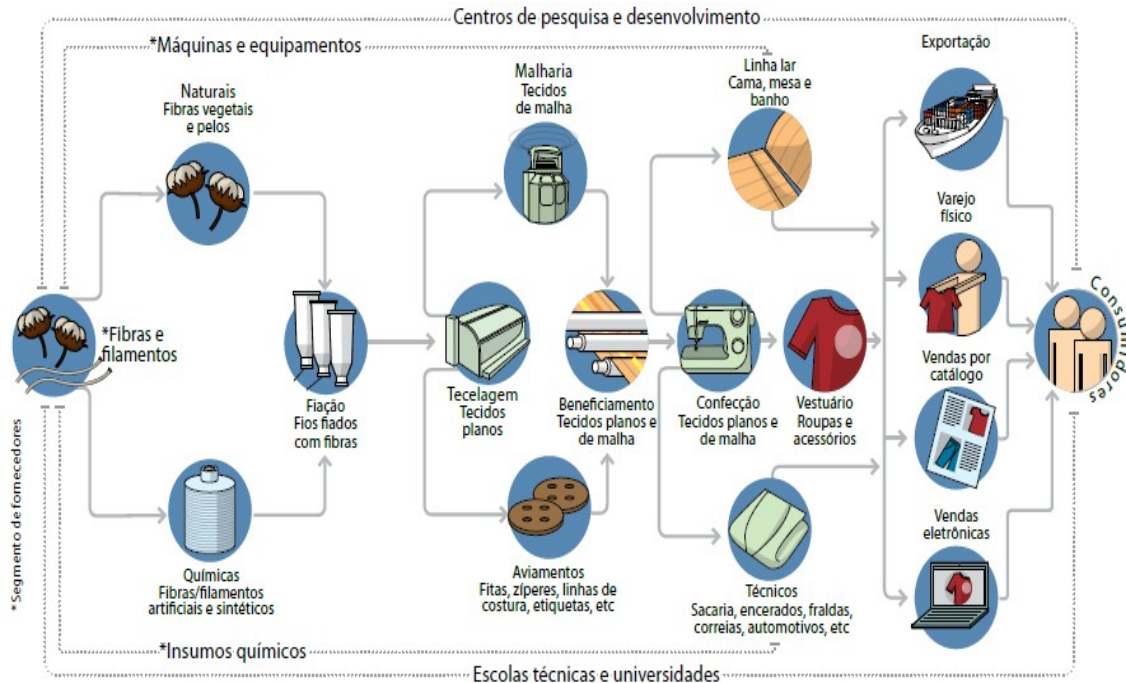 Centros de pesquisa e desenvolvimento
*Máquinas e equipamentos
Exportação
Naturais
Fibras vegetais
e pelos
Malharia
Tecidos
de malha
Linha lar
Cama, mesa e
banho
Varejo
físico
*Fibras e
filamentos
Fiação
Fios fiados
com fibras
Tecelagem
Tecidos
planos
Beneficiamento
Tecidos planos e
de malha
Confecção
Tecidos planos e
de malha
Vestuário
Roupas e
acessórios
Vendas por
catálogo
Consumidores
Químicas
Fibras/filamentos
artificiais e sintéticos
Aviamentos
Fitas, zíperes, linhas de
costura, etiquetas, etc
Técnicos
Sacaria, encerados, fraldas,
correias, automotivos, etc
Vendas
eletrônicas
*Segmento de fornecedores
*Insumos químicos
Escolas técnicas e universidades